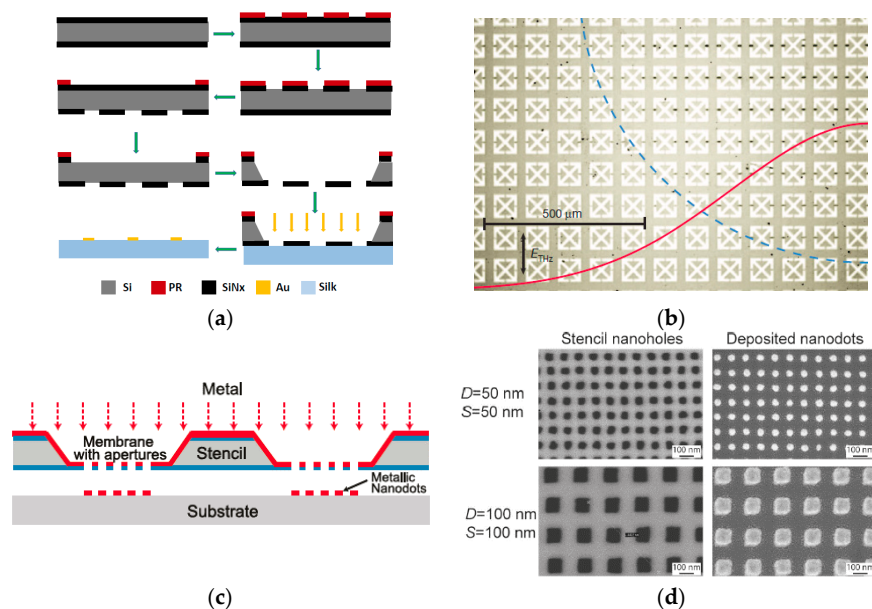 Si PR SiNx Au Silk
(a)
500 μm
E_THz
(b)
Metal
Membrane
with apertures
Stencil
Metallic
Nanodots
Substrate
(c)
Stencil nanoholes Deposited nanodots
D=50 nm
S=50 nm
100 nm 100 nm
D=100 nm
S=100 nm
100 nm 100 nm
(d)